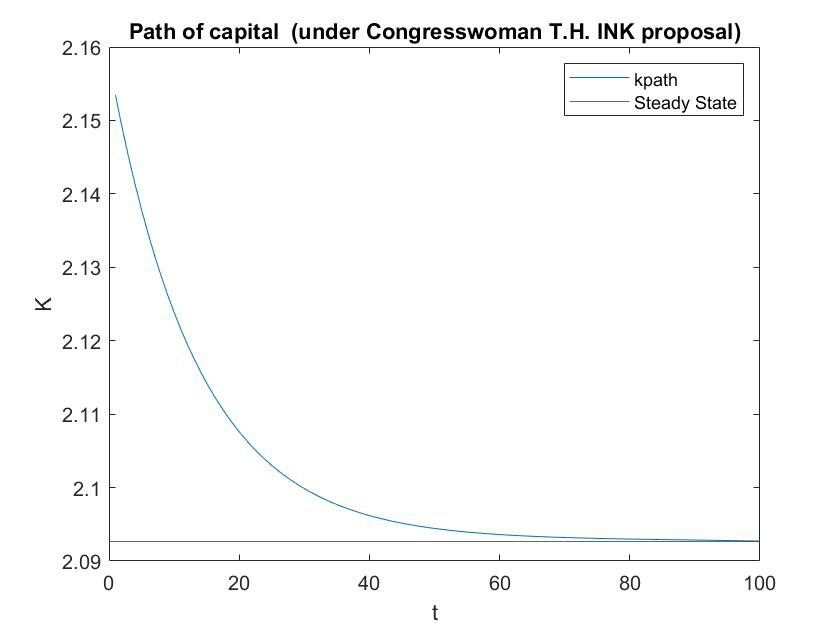 Path of capital  (under Congresswoman T.H. INK proposal)
2.16
2.15
2.14
2.13
2.12
2.11
2.1
2.09
K
kpath
Steady State
0 20 40 60 80 100
t